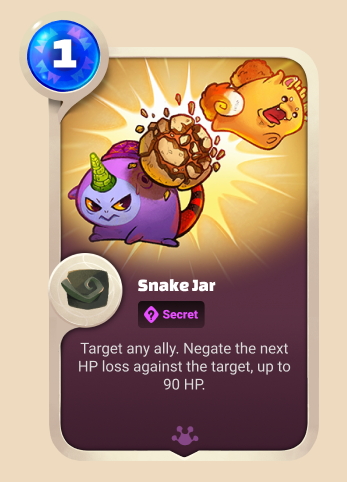 1
Snake Jar
Secret
Target any ally. Negate the next
HP loss against the target, up to
90 HP.